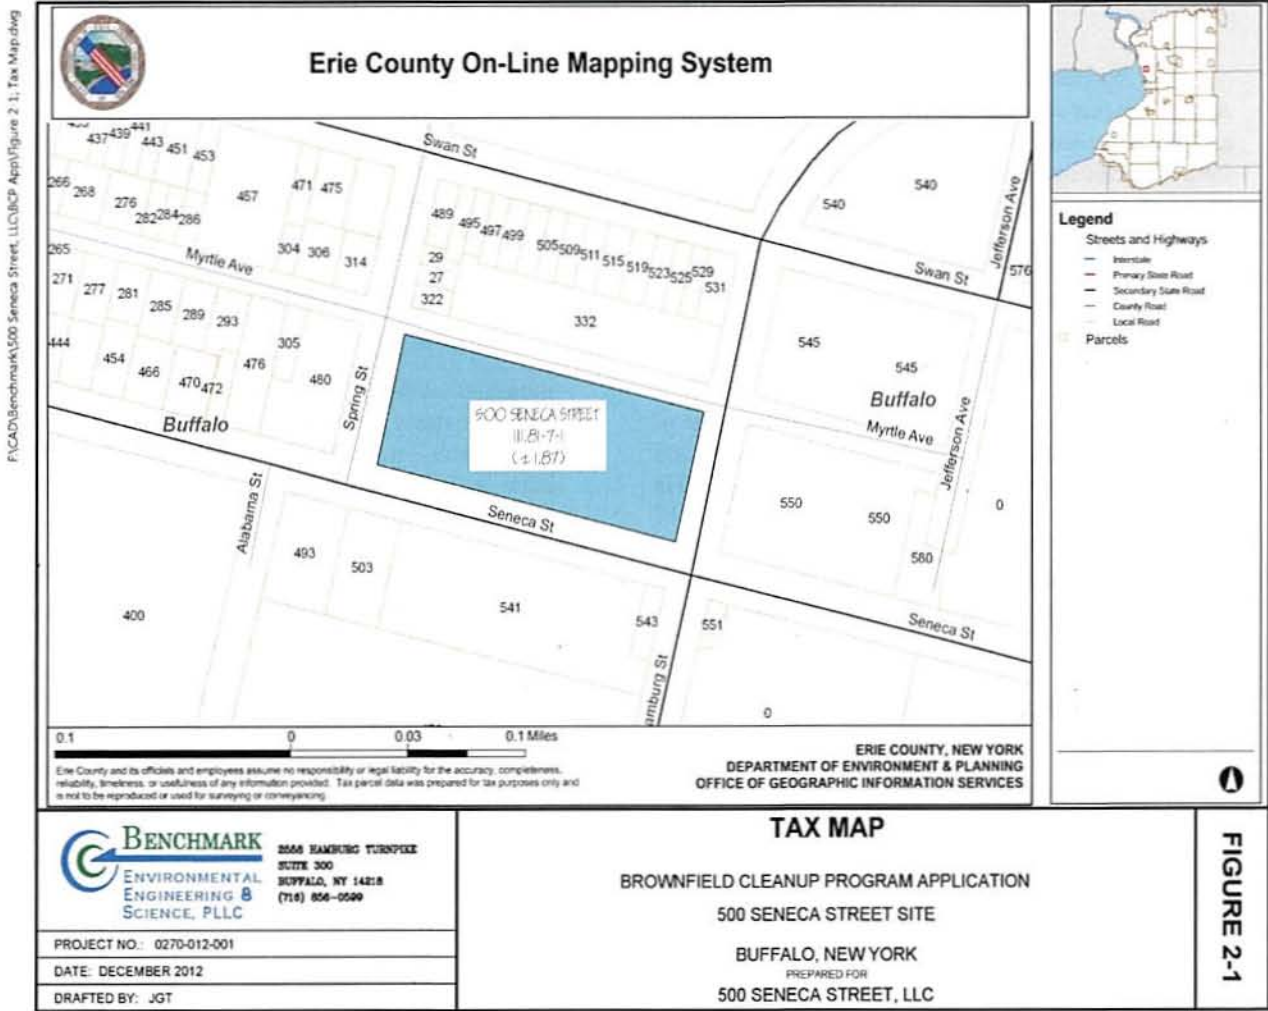 F:\CAD\Benchmark\500 Seneca Street, LLC\BCP App\Figure 2 1; Tax Map.dwg
Erie County On-Line Mapping System
441
437 439 443 451 453
Swan St
266 268 276 282 284 286 457 471 475
304 306 314
Myrtle Ave
265
271 277 281 285 289 293 305
444 454 466 470 472 476 480
Buffalo
Spring St
489 495 497 499 505 509 511 515 519 523 525 529 531
29
27
322
332
540
540
Jefferson Ave
Swan St
576
545
545
Buffalo
Myrtle Ave
Jefferson Ave
500 SENECA STREET
111.81-7-1
(±1.87)
Seneca St
550
550
580
0
Alabama St
493
503
400
541
543
551
Seneca St
amburg St
0
Legend
Streets and Highways
Interstate
Primary State Road
Secondary State Road
County Road
Local Road
Parcels
0.1 0 0.03 0.1 Miles
Erie County and its officials and employees assume no responsibility or legal liability for the accuracy, completeness,
reliability, timeliness, or usefulness of any information provided. Tax parcel data was prepared for tax purposes only and
is not to be reproduced or used for surveying or conveyancing.
ERIE COUNTY, NEW YORK
DEPARTMENT OF ENVIRONMENT & PLANNING
OFFICE OF GEOGRAPHIC INFORMATION SERVICES
BENCHMARK
ENVIRONMENTAL
ENGINEERING &
SCIENCE, PLLC
2558 HAMBURG TURNPIKE
SUITE 300
BUFFALO, NY 14218
(716) 856-0599
PROJECT NO.: 0270-012-001
DATE: DECEMBER 2012
DRAFTED BY: JGT
TAX MAP
BROWNFIELD CLEANUP PROGRAM APPLICATION
500 SENECA STREET SITE
BUFFALO, NEW YORK
PREPARED FOR
500 SENECA STREET, LLC
FIGURE 2-1